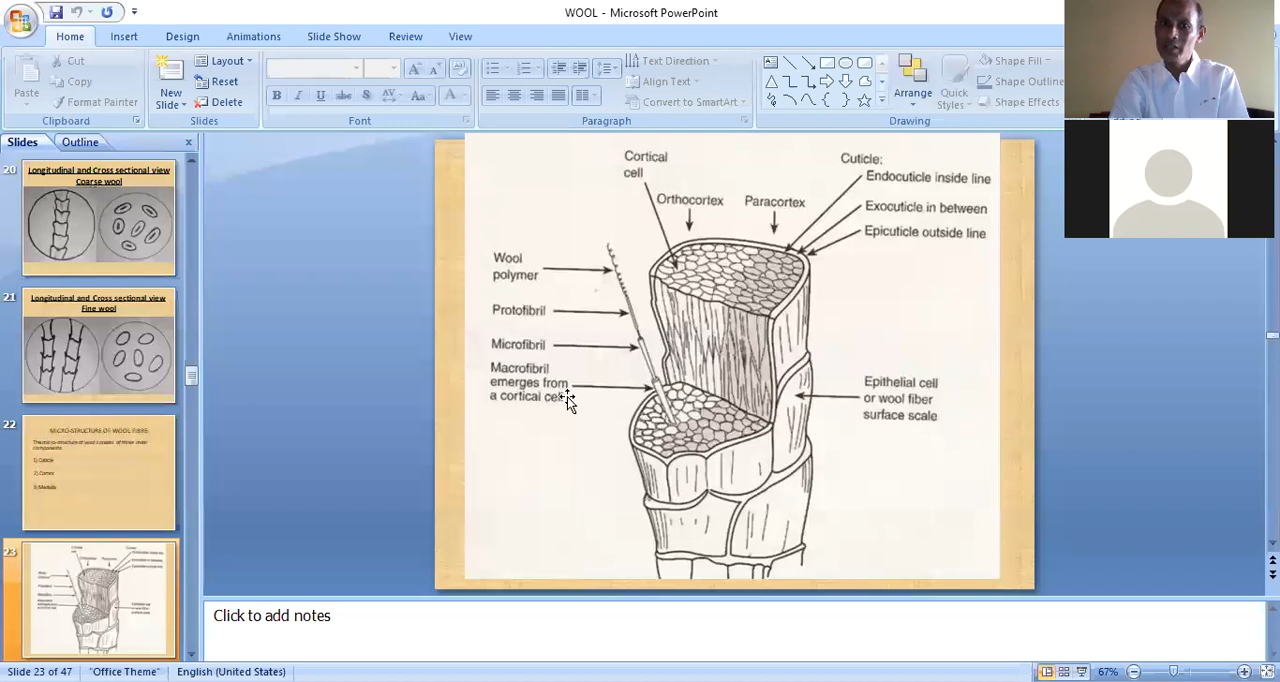 WOOL - Microsoft PowerPoint
Home Insert Design Animations Slide Show Review View
Paste
Cut
Copy
Format Painter
Clipboard
New
Slide
Layout
Reset
Delete
Slides
B I U abc S AV Aa A
Font
Paragraph
Text Direction
Align Text
Convert to SmartArt
Arrange
Quick
Styles
Shape Fill
Shape Outline
Shape Effects
Drawing
Slides Outline
20
Longitudinal and Cross sectional view
Coarse wool
21
Longitudinal and Cross sectional view
Fine wool
22
MICRO-STRUCTURE OF WOOL FIBRE
1) Cuticle
2) Cortex
3) Medulla
23
Cortical
cell
Orthocortex
Paracortex
Cuticle:
Endocuticle inside line
Exocuticle in between
Epicuticle outside line
Wool
polymer
Protofibril
Microfibril
Macrofibril
emerges from
a cortical cell
Epithelial cell
or wool fiber
surface scale
Click to add notes
Slide 23 of 47 "Office Theme" English (United States) 67%